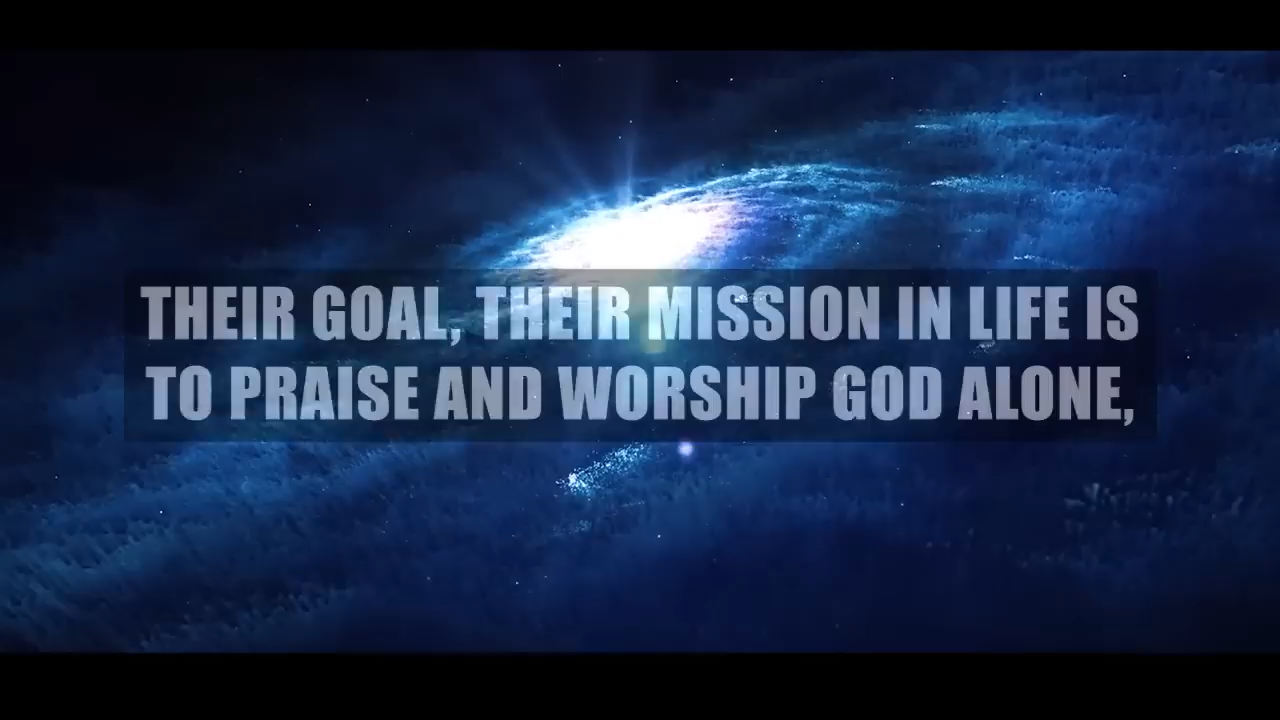 THEIR GOAL, THEIR MISSION IN LIFE IS
TO PRAISE AND WORSHIP GOD ALONE,